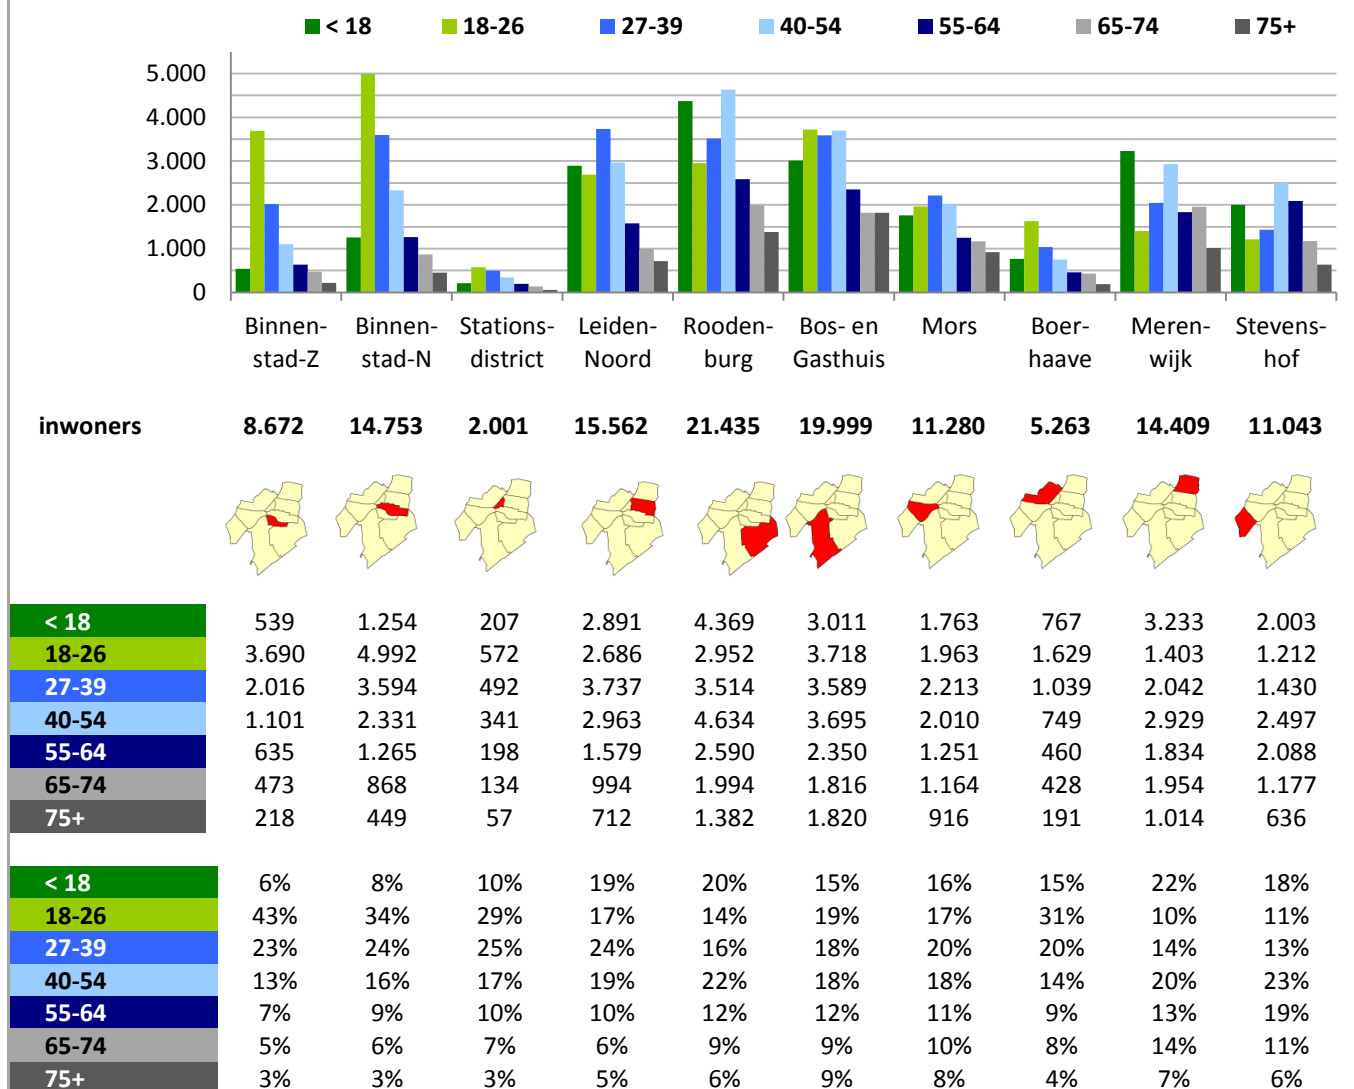 < 18 18-26 27-39 40-54 55-64 65-74 75+
5.000
4.000
3.000
2.000
1.000
0
Binnen- Binnen- Stations- Leiden- Rooden- Bos- en Mors Boer- Meren- Stevens-
stad-Z stad-N district Noord burg Gasthuis haave wijk hof
inwoners 8.672 14.753 2.001 15.562 21.435 19.999 11.280 5.263 14.409 11.043
< 18 539 1.254 207 2.891 4.369 3.011 1.763 767 3.233 2.003
18-26 3.690 4.992 572 2.686 2.952 3.718 1.963 1.629 1.403 1.212
27-39 2.016 3.594 492 3.737 3.514 3.589 2.213 1.039 2.042 1.430
40-54 1.101 2.331 341 2.963 4.634 3.695 2.010 749 2.929 2.497
55-64 635 1.265 198 1.579 2.590 2.350 1.251 460 1.834 2.088
65-74 473 868 134 994 1.994 1.816 1.164 428 1.954 1.177
75+ 218 449 57 712 1.382 1.820 916 191 1.014 636
< 18 6% 8% 10% 19% 20% 15% 16% 15% 22% 18%
18-26 43% 34% 29% 17% 14% 19% 17% 31% 10% 11%
27-39 23% 24% 25% 24% 16% 18% 20% 20% 14% 13%
40-54 13% 16% 17% 19% 22% 18% 18% 14% 20% 23%
55-64 7% 9% 10% 10% 12% 12% 11% 9% 13% 19%
65-74 5% 6% 7% 6% 9% 9% 10% 8% 14% 11%
75+ 3% 3% 3% 5% 6% 9% 8% 4% 7% 6%